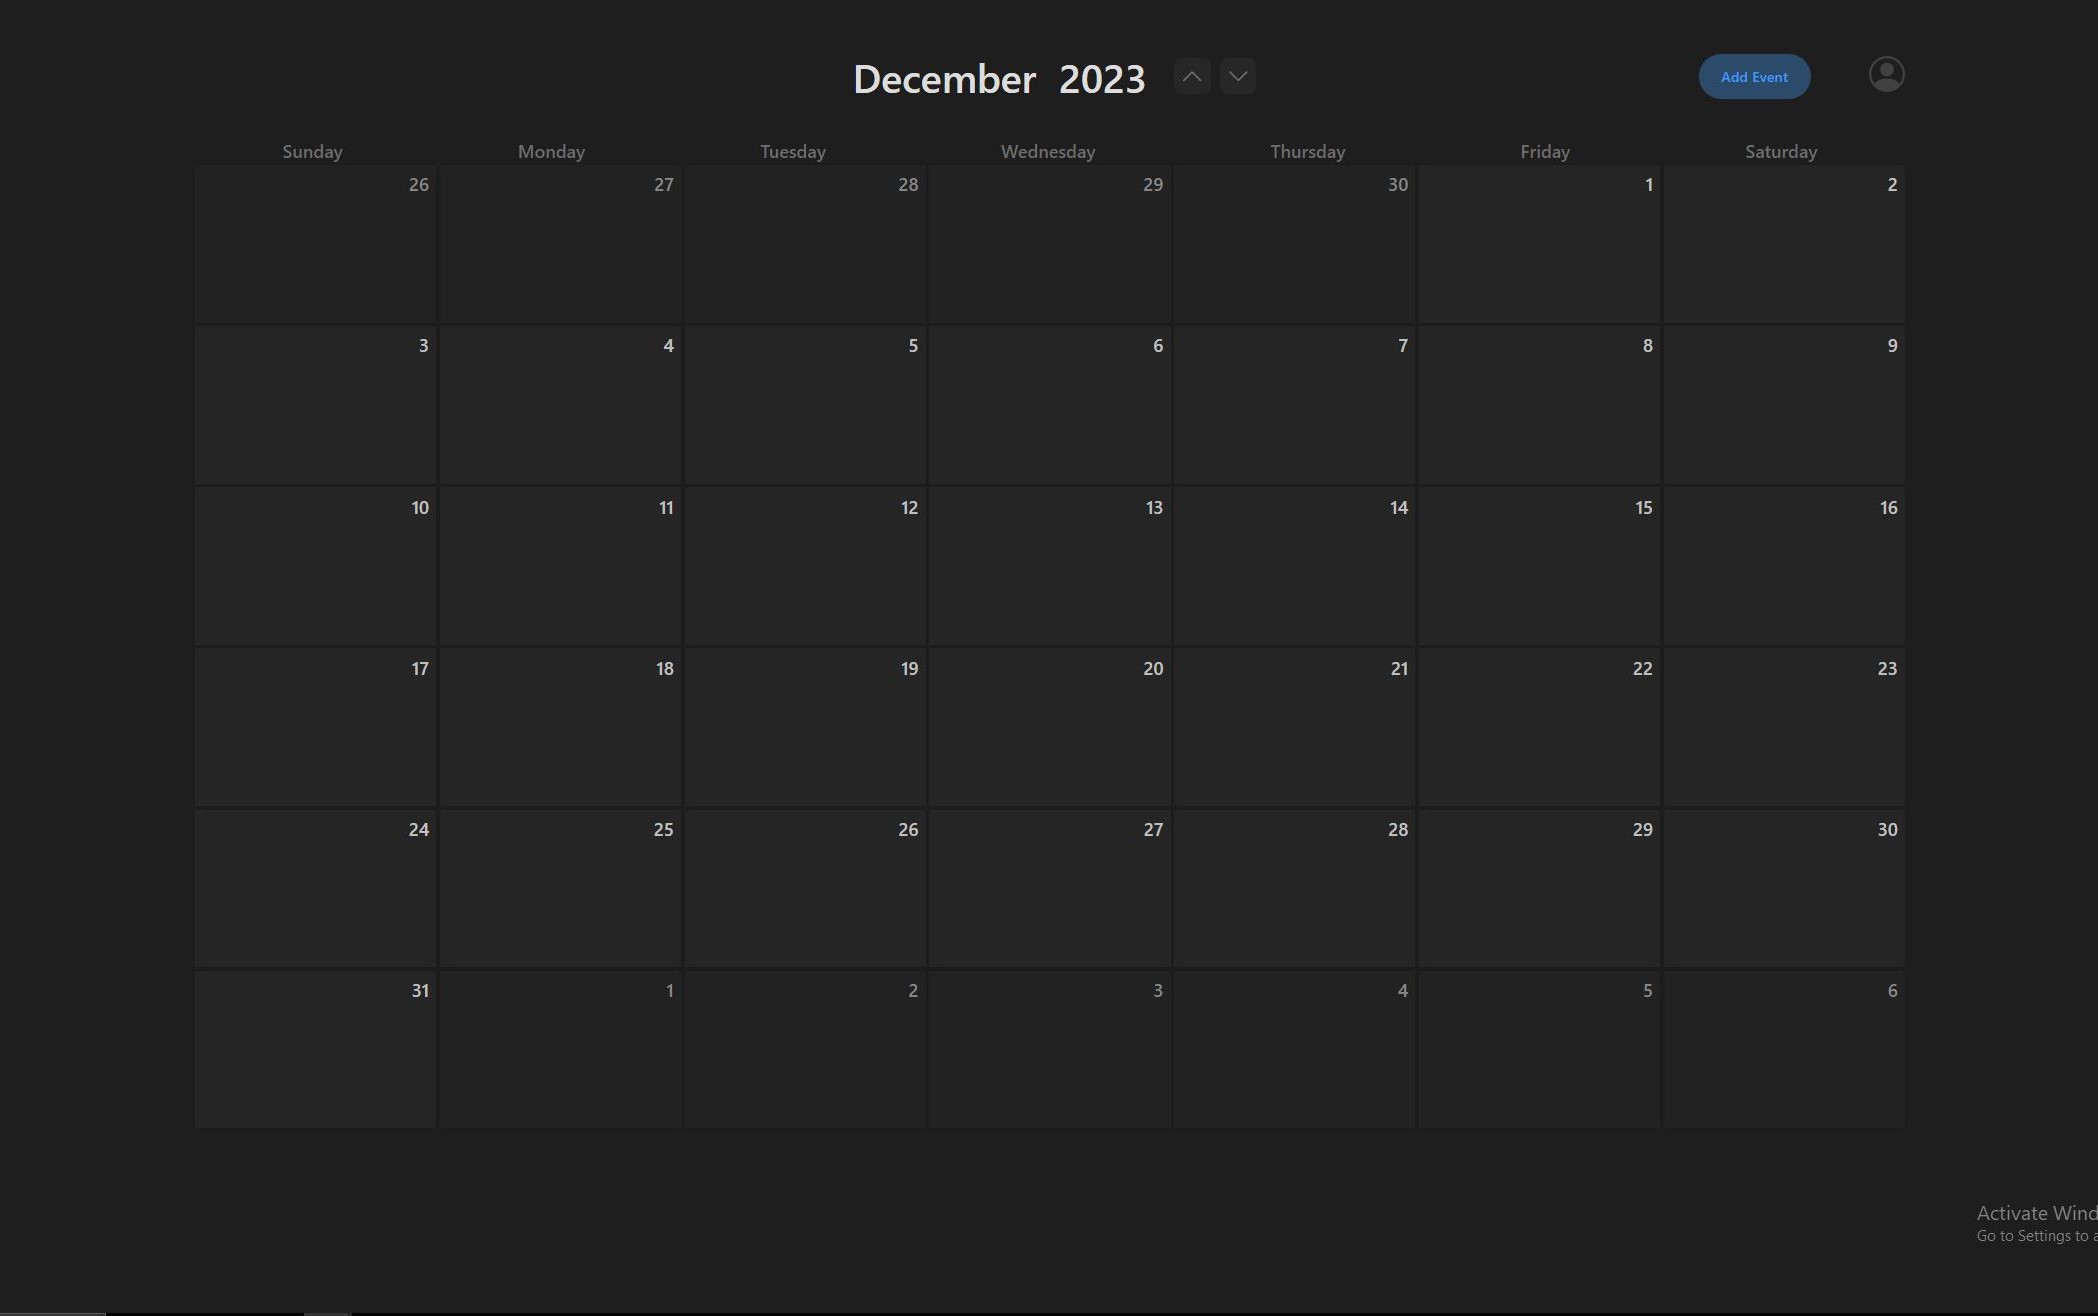 December 2023
Add Event
Sunday Monday Tuesday Wednesday Thursday Friday Saturday
26 27 28 29 30 1 2
3 4 5 6 7 8 9
10 11 12 13 14 15 16
17 18 19 20 21 22 23
24 25 26 27 28 29 30
31 1 2 3 4 5 6
Activate Wind
Go to Settings to a